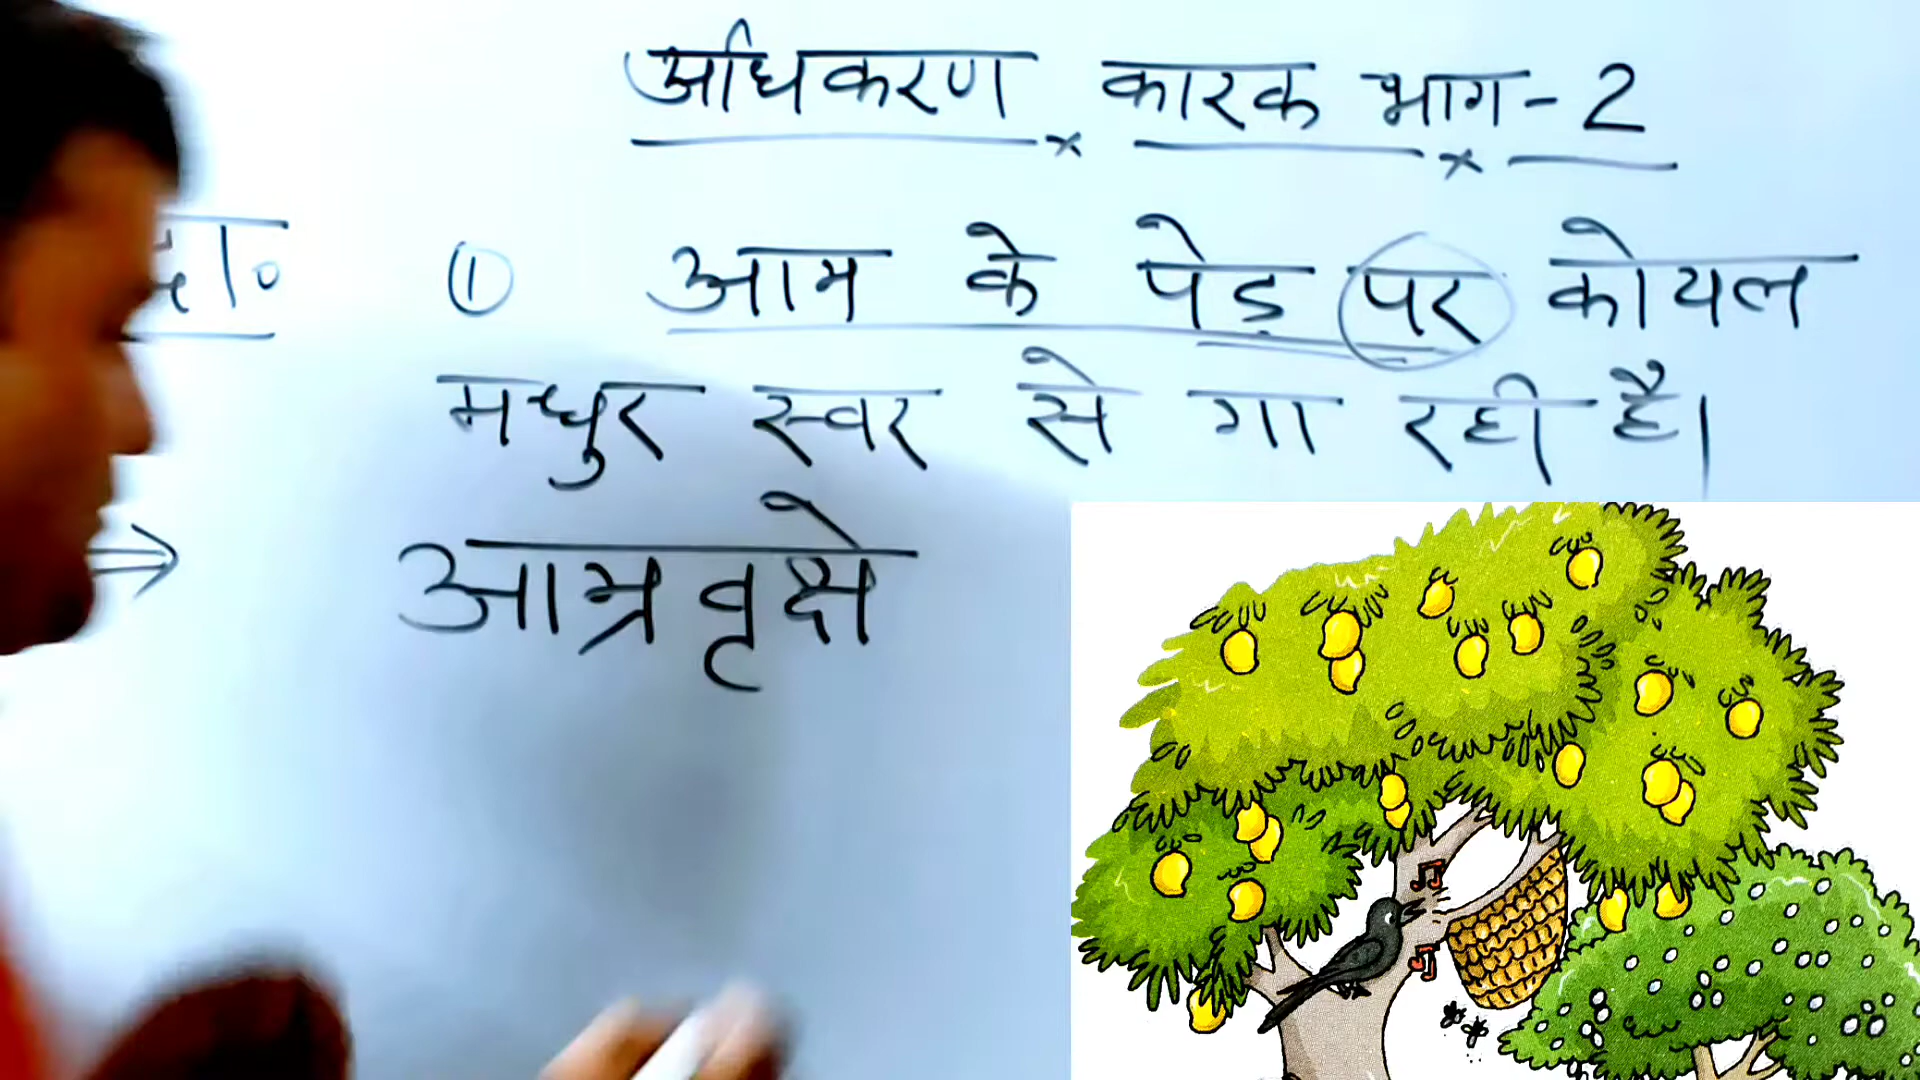 अधिकरण कारक भाग-2
① आम के पेड़ पर कोयल
मधुर स्वर से गा रही है।
⇒ आम्रवृक्षे